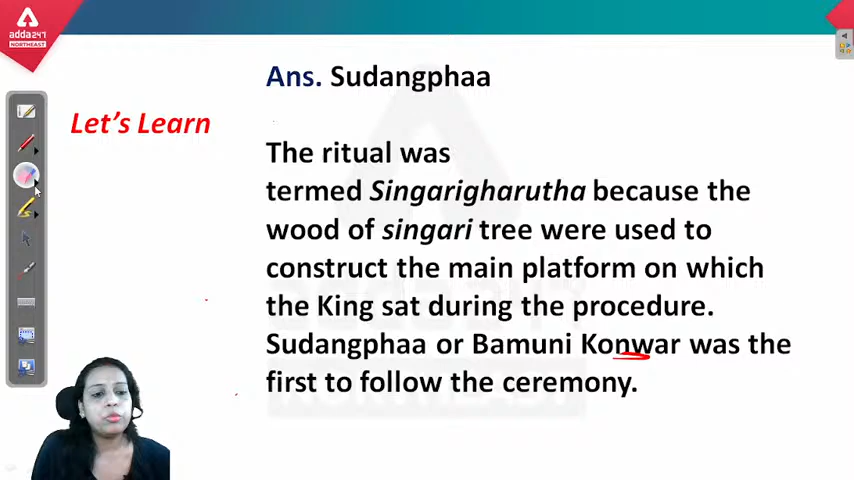 adda247
NORTHEAST
Ans. Sudangphaa
Let's Learn
The ritual was
termed Singarigharutha because the
wood of singari tree were used to
construct the main platform on which
the King sat during the procedure.
Sudangphaa or Bamuni Konwar was the
first to follow the ceremony.
NORTHEAST